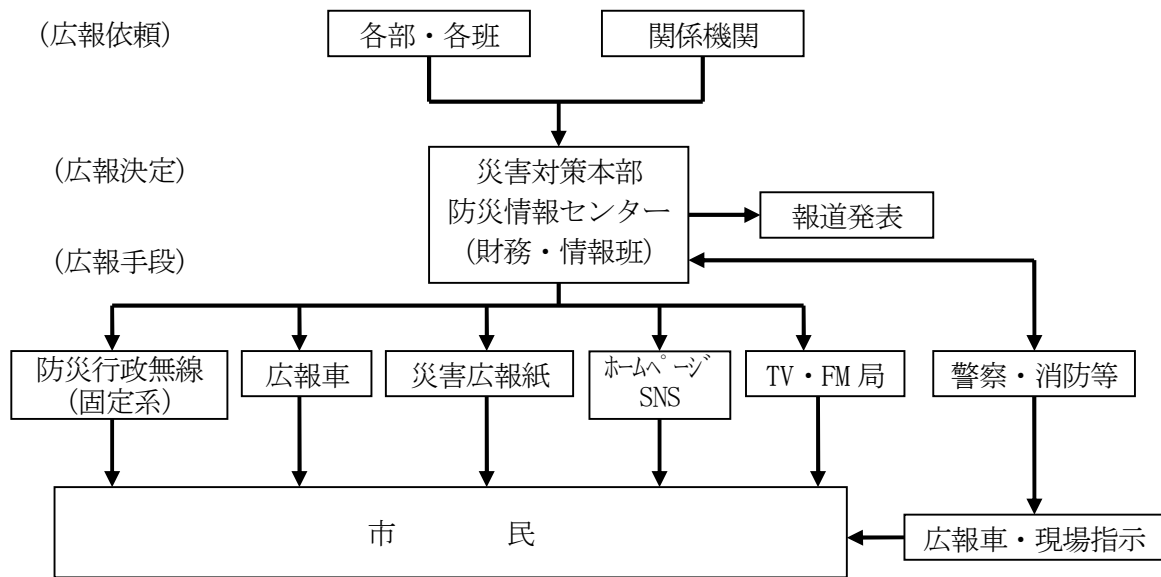 (広報依頼)
各部・各班
関係機関
(広報決定)
災害対策本部
防災情報センター
(財務・情報班)
報道発表
(広報手段)
防災行政無線
(固定系)
広報車
災害広報紙
ﾎｰﾑﾍﾟｰｼﾞ
SNS
TV・FM 局
警察・消防等
市　　　民
広報車・現場指示